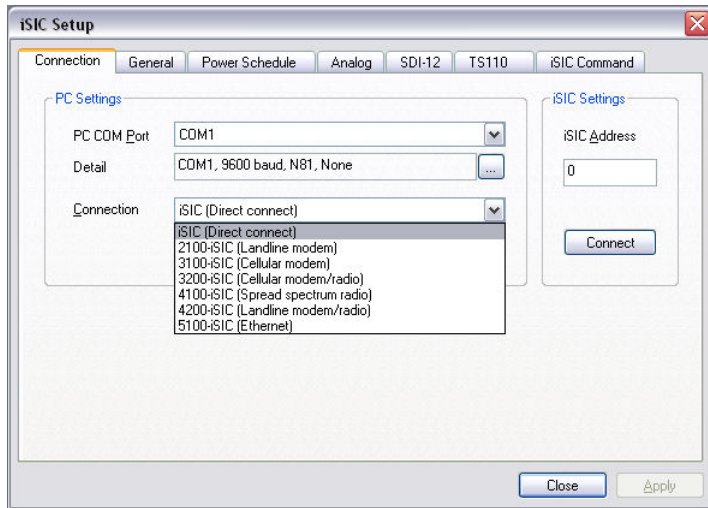 iSIC Setup
Connection General Power Schedule Analog SDI-12 TS110 iSIC Command
PC Settings
PC COM Port COM1
Detail COM1, 9600 baud, N81, None ...
Connection iSIC (Direct connect)
iSIC (Direct connect)
2100-iSIC (Landline modem)
3100-iSIC (Cellular modem)
3200-iSIC (Cellular modem/radio)
4100-iSIC (Spread spectrum radio)
4200-iSIC (Landline modem/radio)
5100-iSIC (Ethernet)
iSIC Settings
iSIC Address
0
Connect
Close Apply